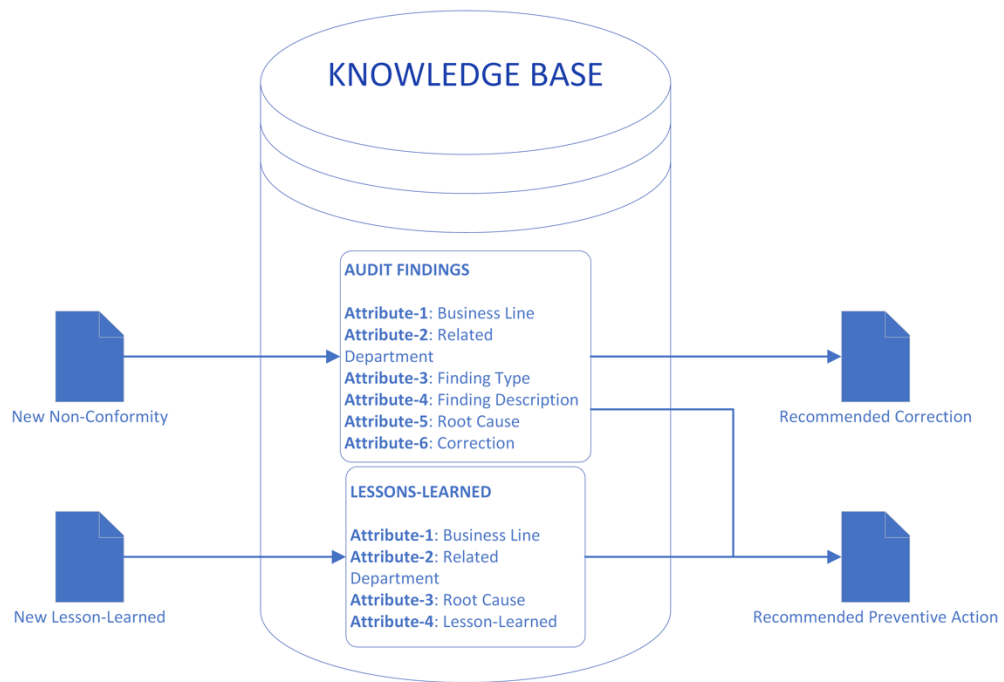 KNOWLEDGE BASE
AUDIT FINDINGS
Attribute-1: Business Line
Attribute-2: Related
Department
Attribute-3: Finding Type
Attribute-4: Finding Description
Attribute-5: Root Cause
Attribute-6: Correction
New Non-Conformity
Recommended Correction
LESSONS-LEARNED
Attribute-1: Business Line
Attribute-2: Related
Department
Attribute-3: Root Cause
Attribute-4: Lesson-Learned
New Lesson-Learned
Recommended Preventive Action